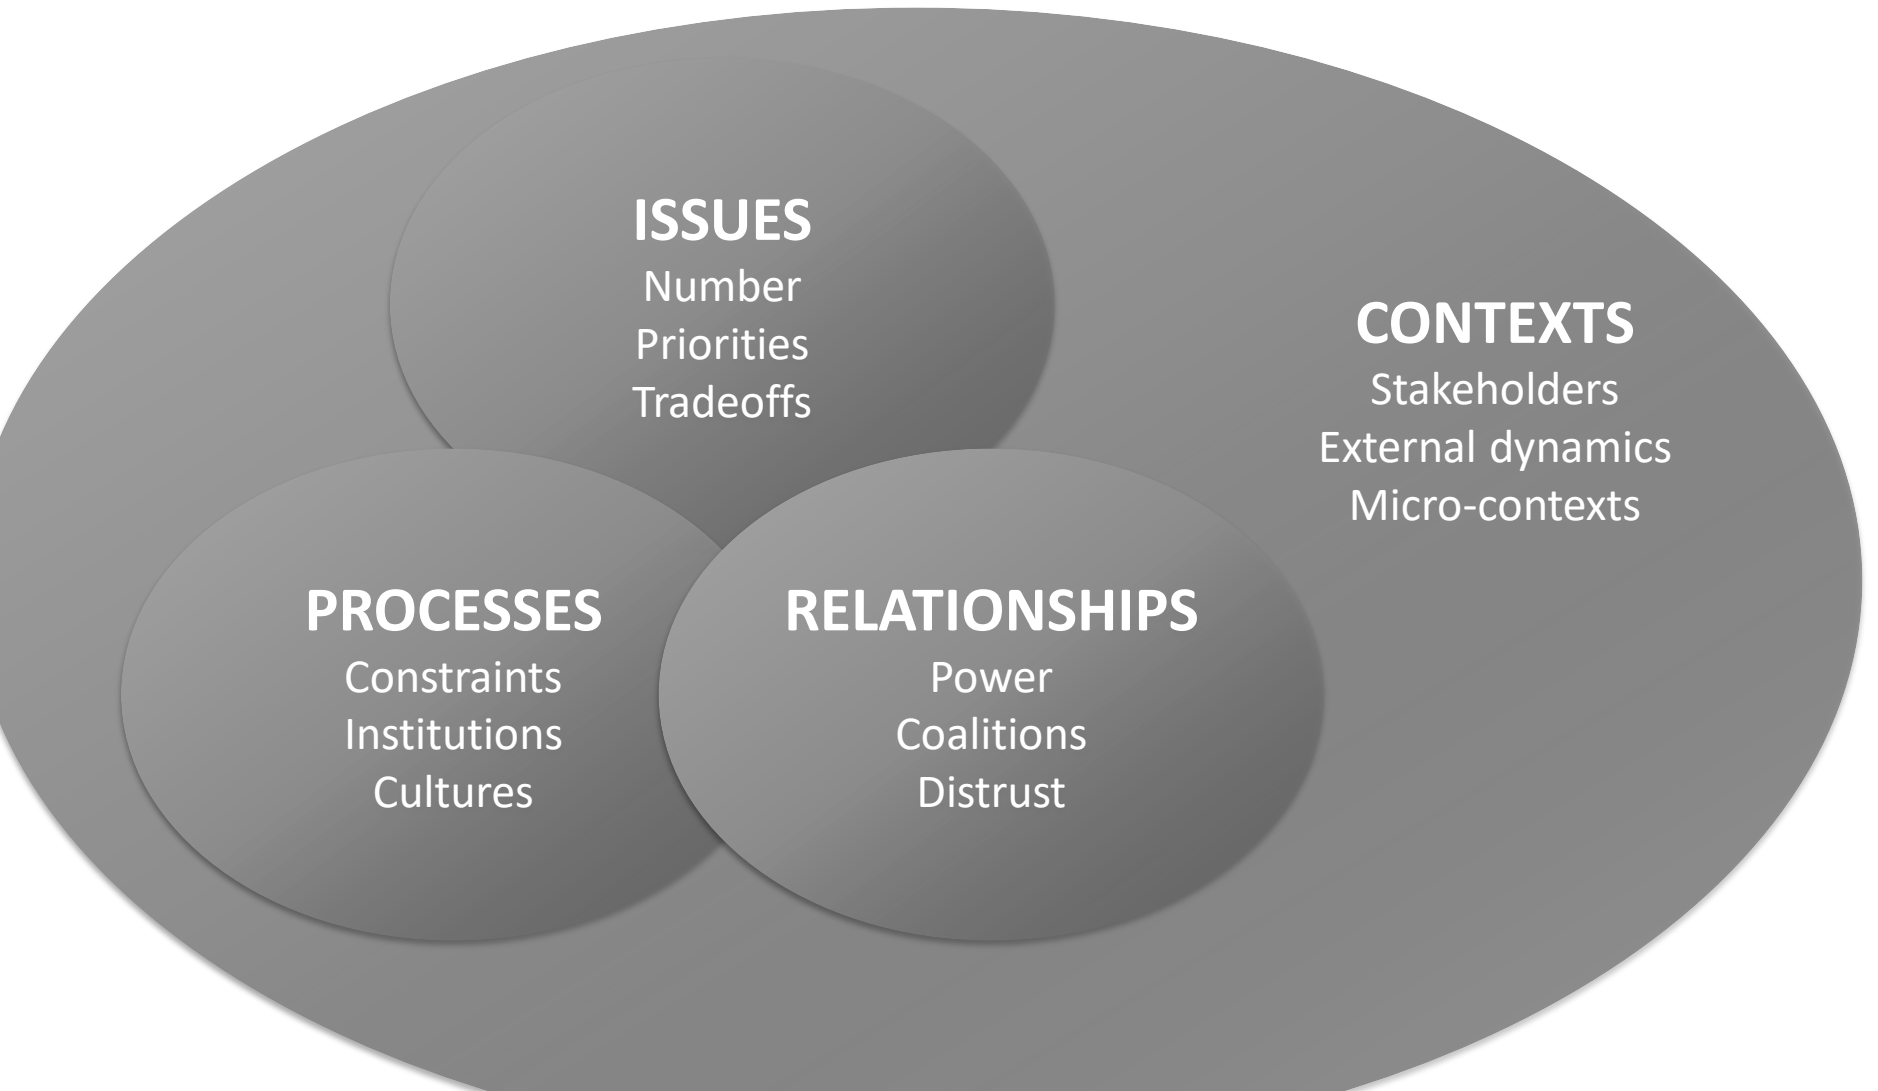 ISSUES
Number
Priorities
Tradeoffs
CONTEXTS
Stakeholders
External dynamics
Micro-contexts
PROCESSES
Constraints
Institutions
Cultures
RELATIONSHIPS
Power
Coalitions
Distrust